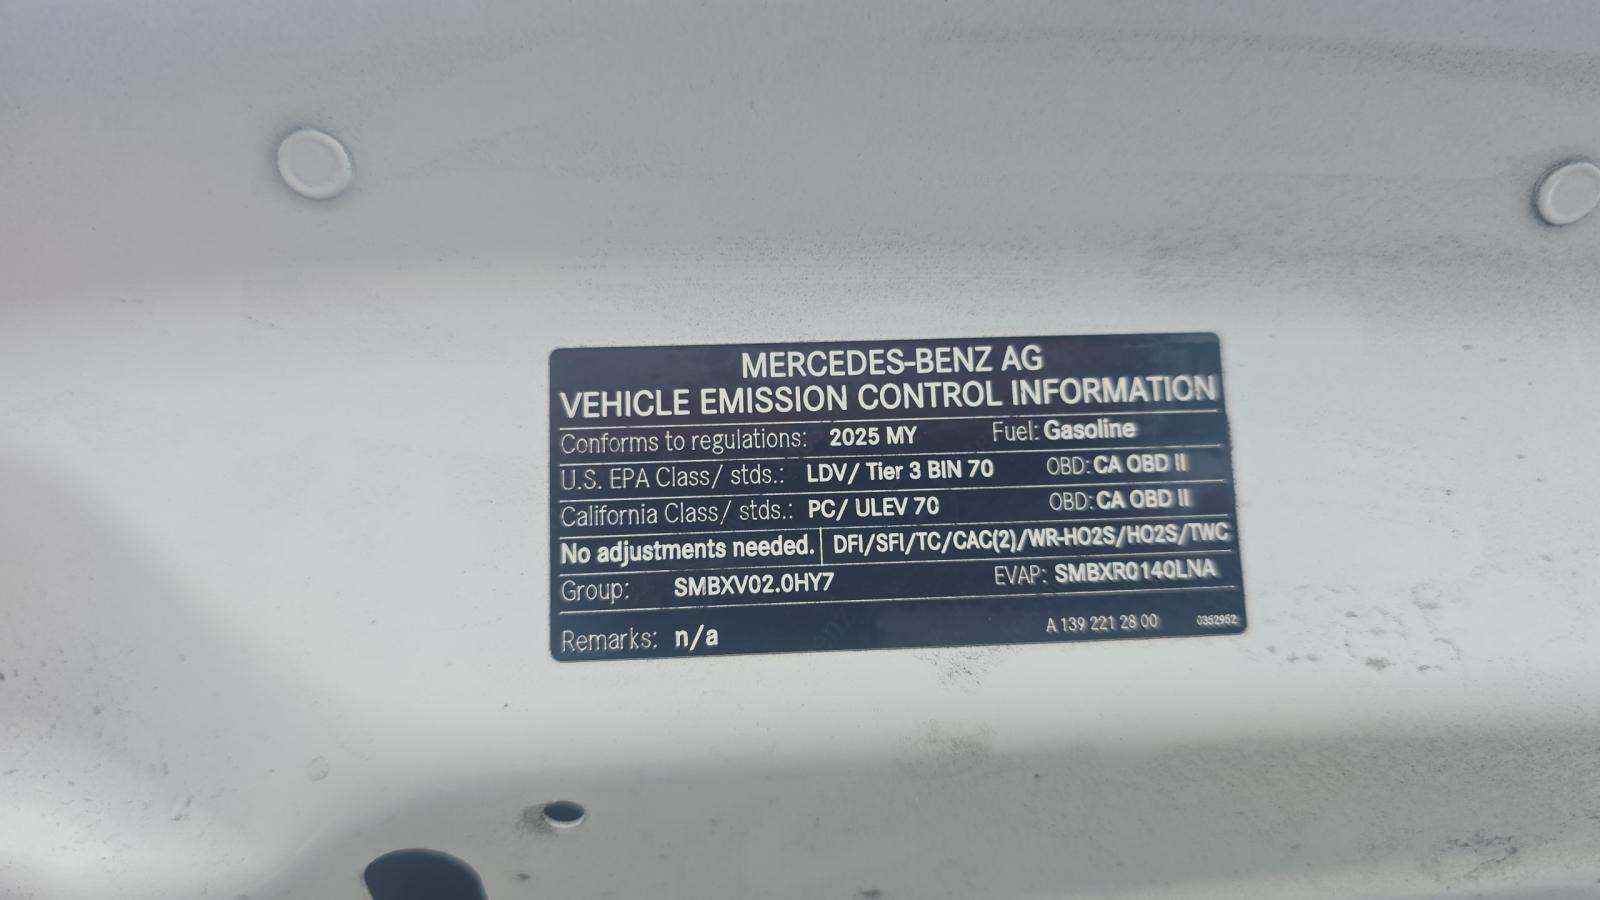 MERCEDES-BENZ AG
VEHICLE EMISSION CONTROL INFORMATION
Conforms to regulations: 2025 MY Fuel: Gasoline
U.S. EPA Class/ stds.: LDV/ Tier 3 BIN 70 OBD: CA OBD II
California Class/ stds.: PC/ ULEV 70 OBD: CA OBD II
No adjustments needed. DFI/SFI/TC/CAC(2)/WR-HO2S/HO2S/TWC
Group: SMBXV02.0HY7 EVAP: SMBXR0140LNA
Remarks: n/a A 139 221 28 00 0352952